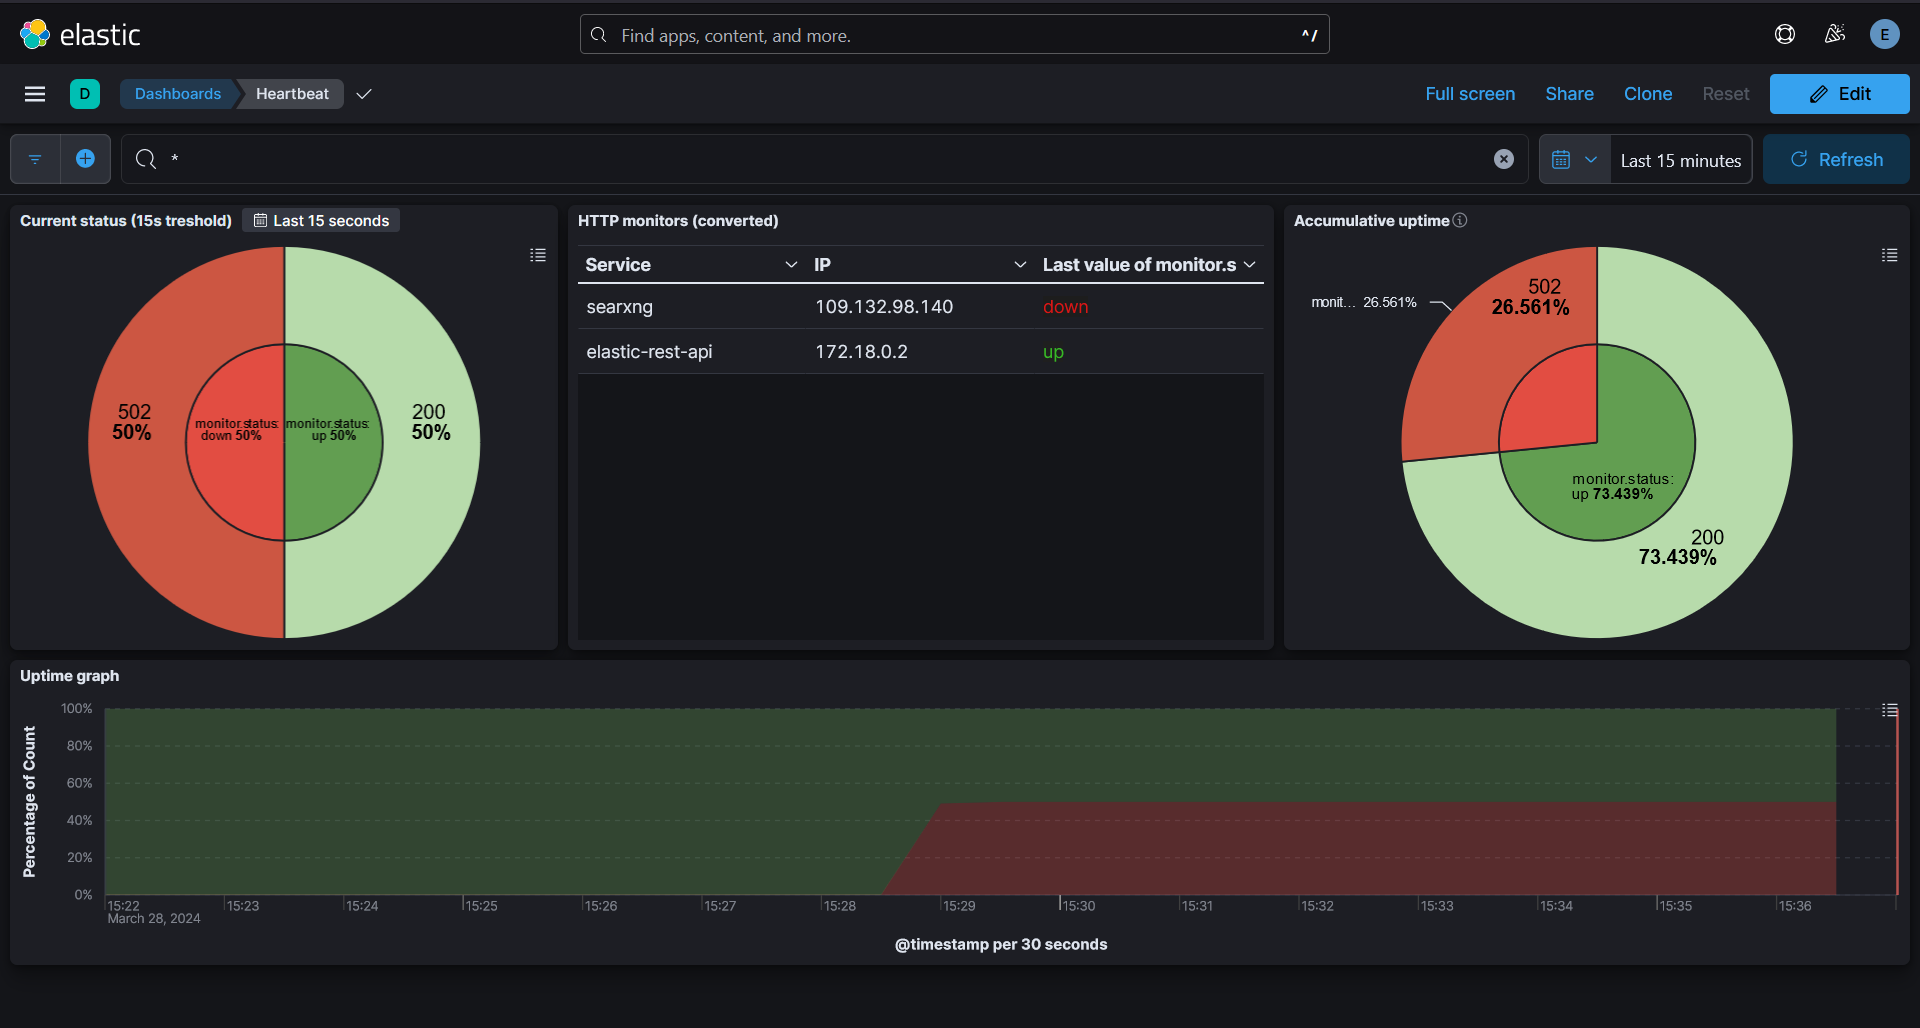 elastic
Find apps, content, and more.
^/
E
D
Dashboards
Heartbeat
Full screen
Share
Clone
Reset
Edit
*
Last 15 minutes
Refresh
Current status (15s treshold)
Last 15 seconds
502
50%
monitor.status:
down 50%
monitor.status:
up 50%
200
50%
HTTP monitors (converted)
Service
IP
Last value of monitor.s
searxng
109.132.98.140
down
elastic-rest-api
172.18.0.2
up
Accumulative uptime
monit... 26.561%
502
26.561%
monitor.status:
up 73.439%
200
73.439%
Uptime graph
Percentage of Count
100%
80%
60%
40%
20%
0%
15:22
15:23
15:24
15:25
15:26
15:27
15:28
15:29
15:30
15:31
15:32
15:33
15:34
15:35
15:36
March 28, 2024
@timestamp per 30 seconds